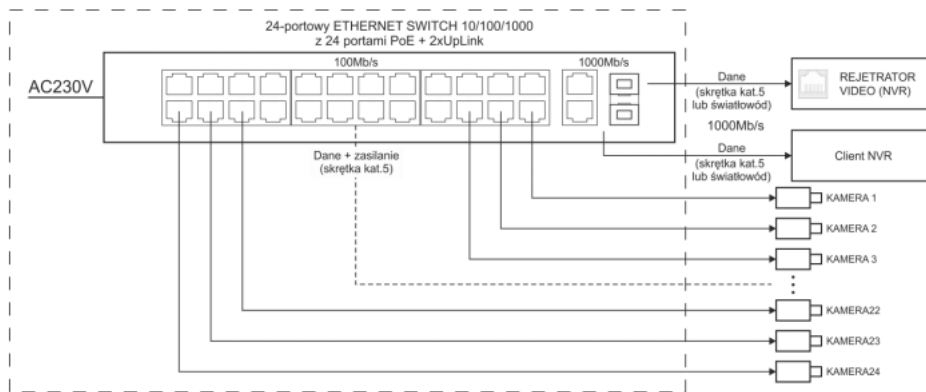 24-portowy ETHERNET SWITCH 10/100/1000
z 24 portami PoE + 2xUpLink
100Mb/s
1000Mb/s
AC230V
Dane
(skrętka kat.5
lub światłowód)
REJETRATOR
VIDEO (NVR)
1000Mb/s
Dane
(skrętka kat.5
lub światłowód)
Client NVR
Dane + zasilanie
(skrętka kat.5)
KAMERA 1
KAMERA 2
KAMERA 3
KAMERA22
KAMERA23
KAMERA24